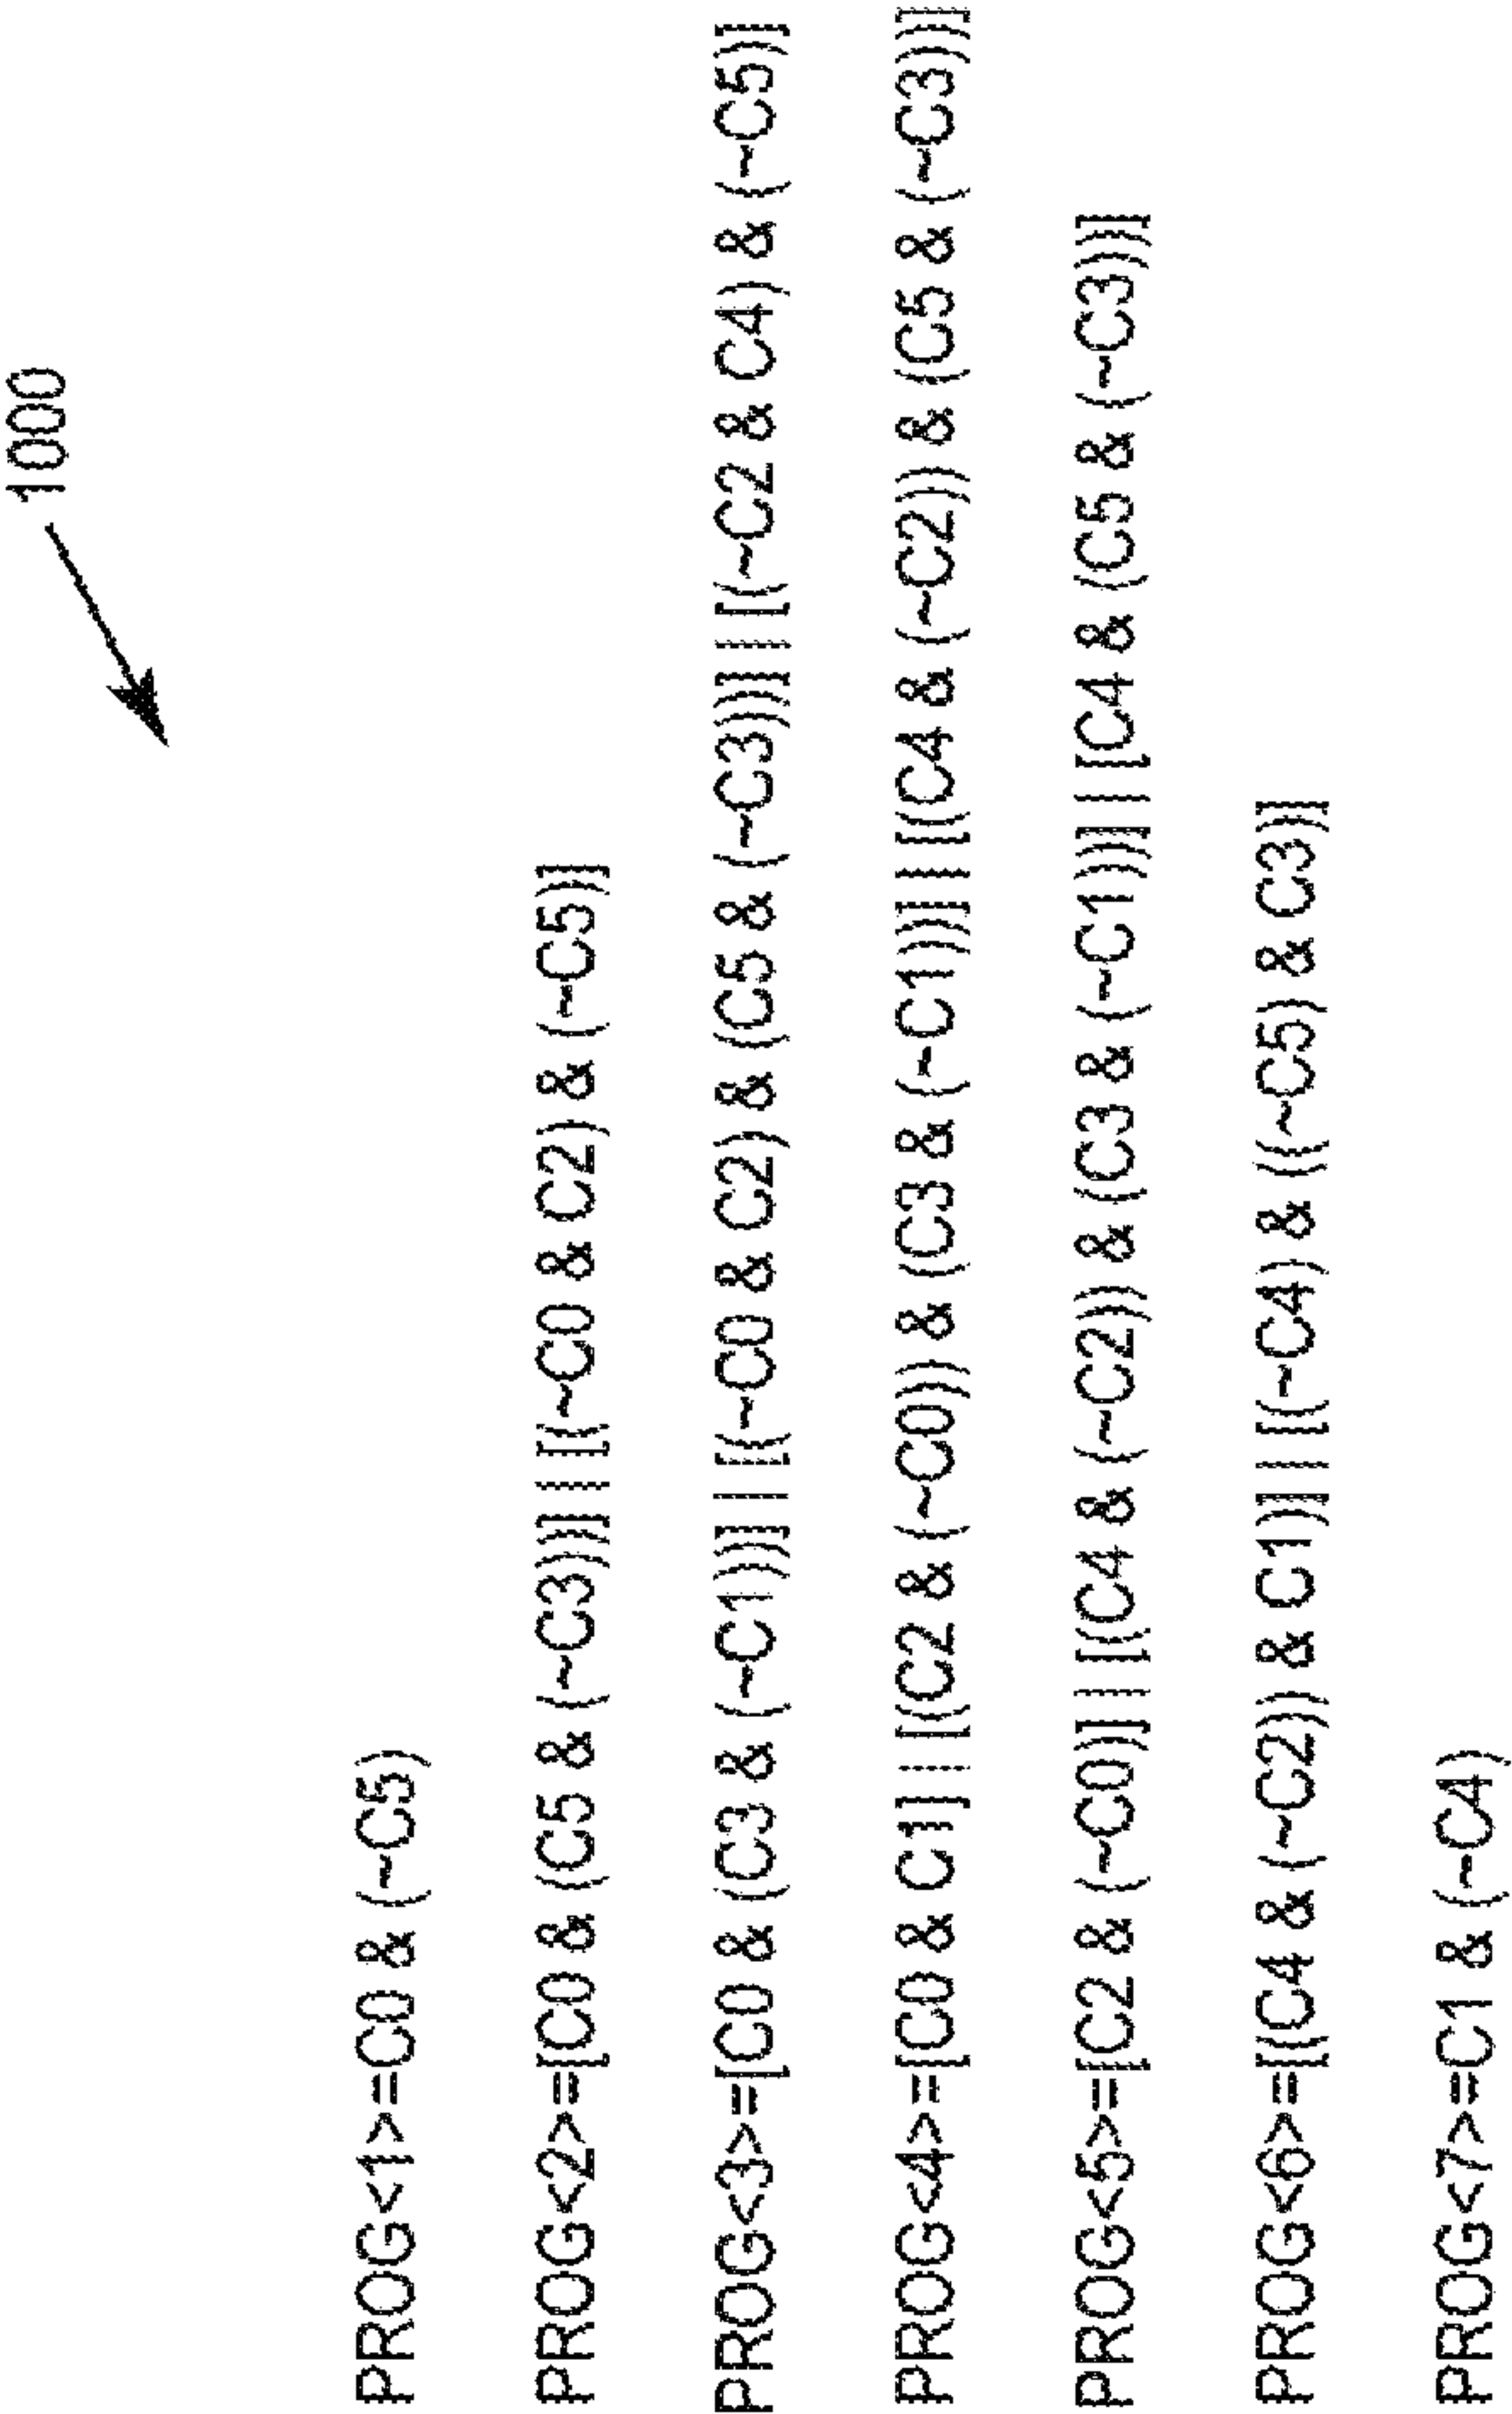 1000
PROG<1>=C0 & (~C5)
PROG<2>=[C0 & (C5 & (~C3))] | [(~C0 & C2) & (~C5)]
PROG<3>=[C0 & (C3 & (~C1))] | [(~C0 & C2) & (C5 & (~C3))] | [(~C2 & C4) & (~C5)]
PROG<4>=[C0 & C1] | [(C2 & (~C0)) & (C3 & (~C1))] | [(C4 & (~C2)) & (C5 & (~C3))]
PROG<5>=[C2 & (~C0)] | [(C4 & (~C2)) & (C3 & (~C1))] | [C4 & (C5 & (~C3))]
PROG<6>=[(C4 & (~C2)) & C1)] | [(~C4) & ((~C5) & C3)]
PROG<7>=C1 & (~C4)